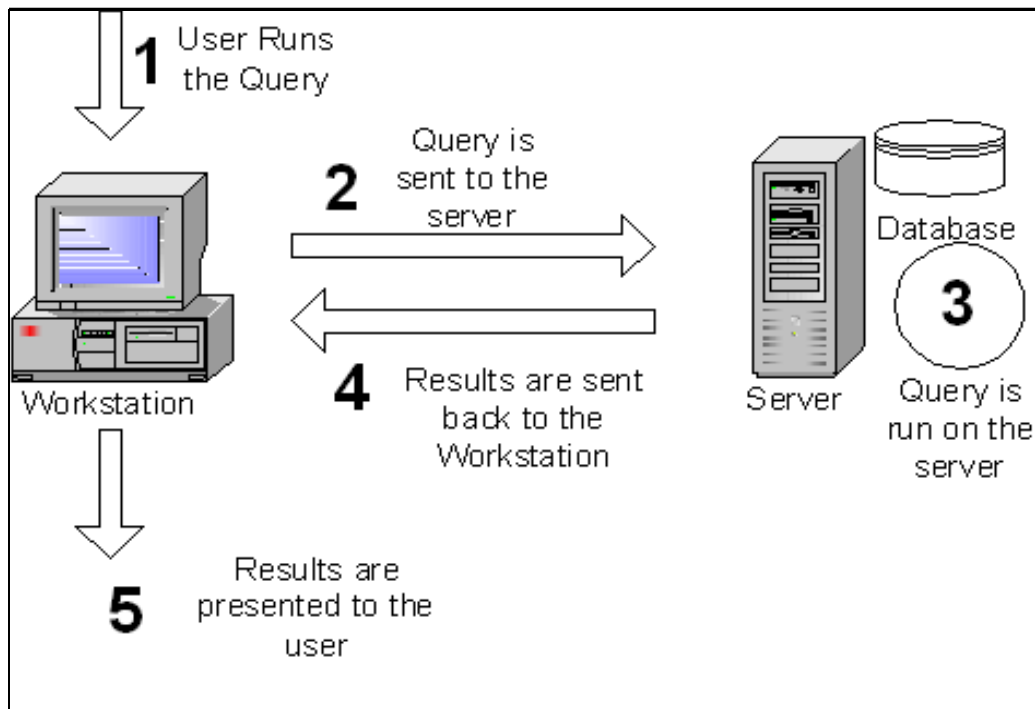 1
User Runs
the Query
2
Query is
sent to the
server
Database
3
Workstation
4
Results are sent
back to the
Workstation
Server
Query is
run on the
server
5
Results are
presented to the
user